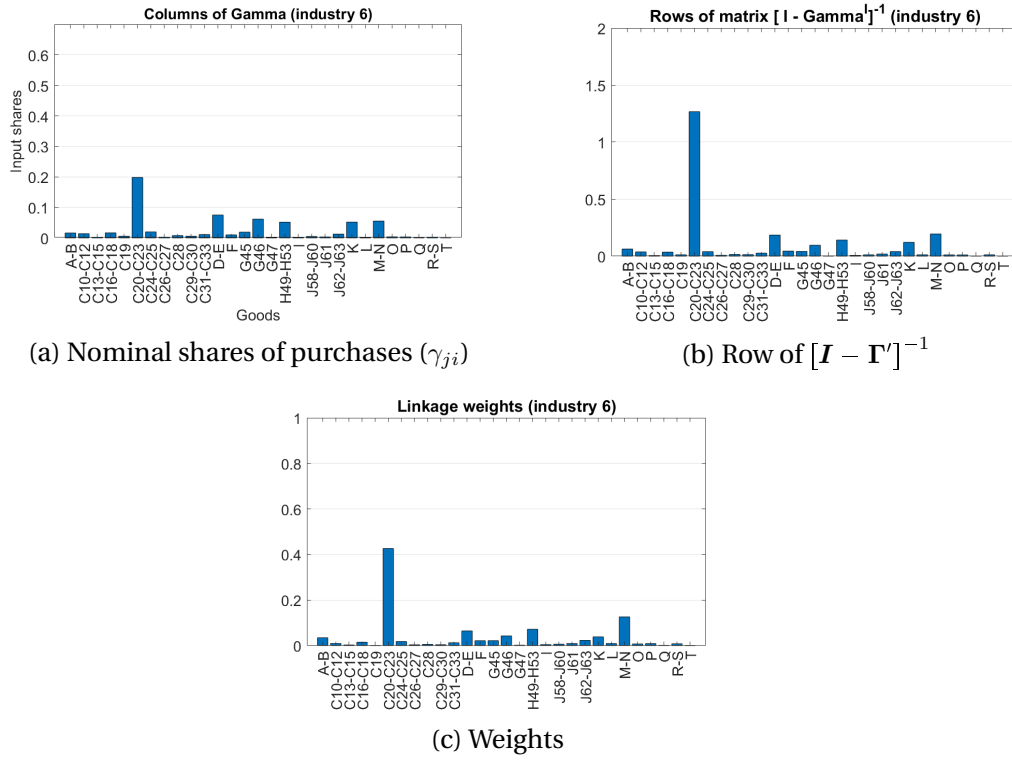 Columns of Gamma (industry 6)
Input shares
0.6
0.5
0.4
0.3
0.2
0.1
0
A-B
C10-C12
C13-C15
C16-C18
C19
C20-C23
C24-C25
C26-C27
C28
C29-C30
C31-C33
D-E
F
G45
G46
G47
H49-H53
I
J58-J60
J61
J62-J63
K
L
M-N
O
P
Q
R-S
T
Goods
(a) Nominal shares of purchases (γji)
Rows of matrix [ I - Gamma^I]^-1 (industry 6)
2
1.5
1
0.5
0
A-B
C10-C12
C13-C15
C16-C18
C19
C20-C23
C24-C25
C26-C27
C28
C29-C30
C31-C33
D-E
F
G45
G46
G47
H49-H53
I
J58-J60
J61
J62-J63
K
L
M-N
O
P
Q
R-S
T
(b) Row of [I − Γ′]⁻¹
Linkage weights (industry 6)
1
0.8
0.6
0.4
0.2
0
A-B
C10-C12
C13-C15
C16-C18
C19
C20-C23
C24-C25
C26-C27
C28
C29-C30
C31-C33
D-E
F
G45
G46
G47
H49-H53
I
J58-J60
J61
J62-J63
K
L
M-N
O
P
Q
R-S
T
(c) Weights